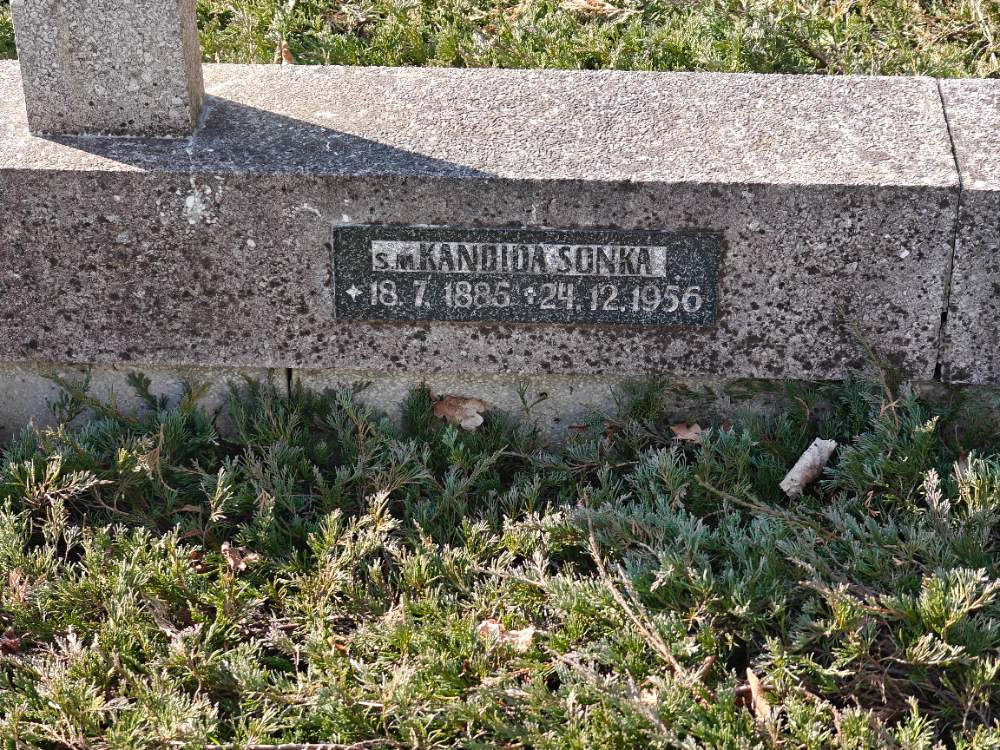 S.M. KANDIDA SONKA
* 18. 7. 1885 † 24. 12. 1956